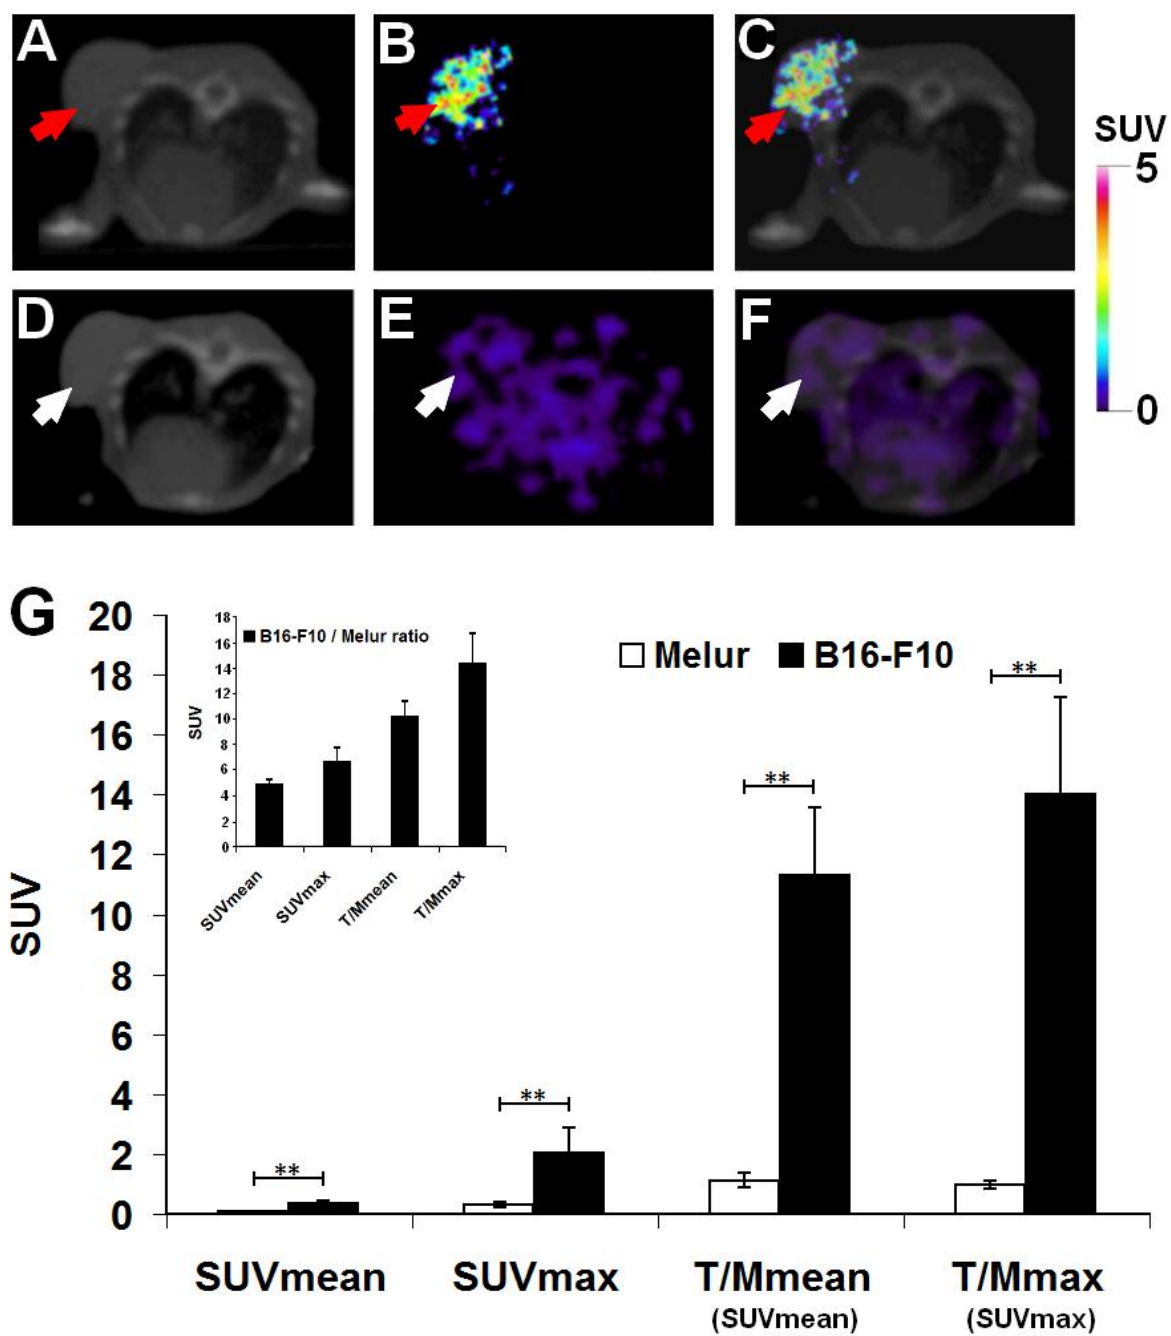 A
B
C
SUV
5
0
D
E
F
G
20
18
16
14
12
10
8
6
4
2
0
SUV
18
16
14
12
10
8
6
4
2
0
SUV
B16-F10 / Melur ratio
SUVmean
SUVmax
T/Mmean
T/Mmax
Melur
B16-F10
**
**
**
**
SUVmean
SUVmax
T/Mmean
(SUVmean)
T/Mmax
(SUVmax)